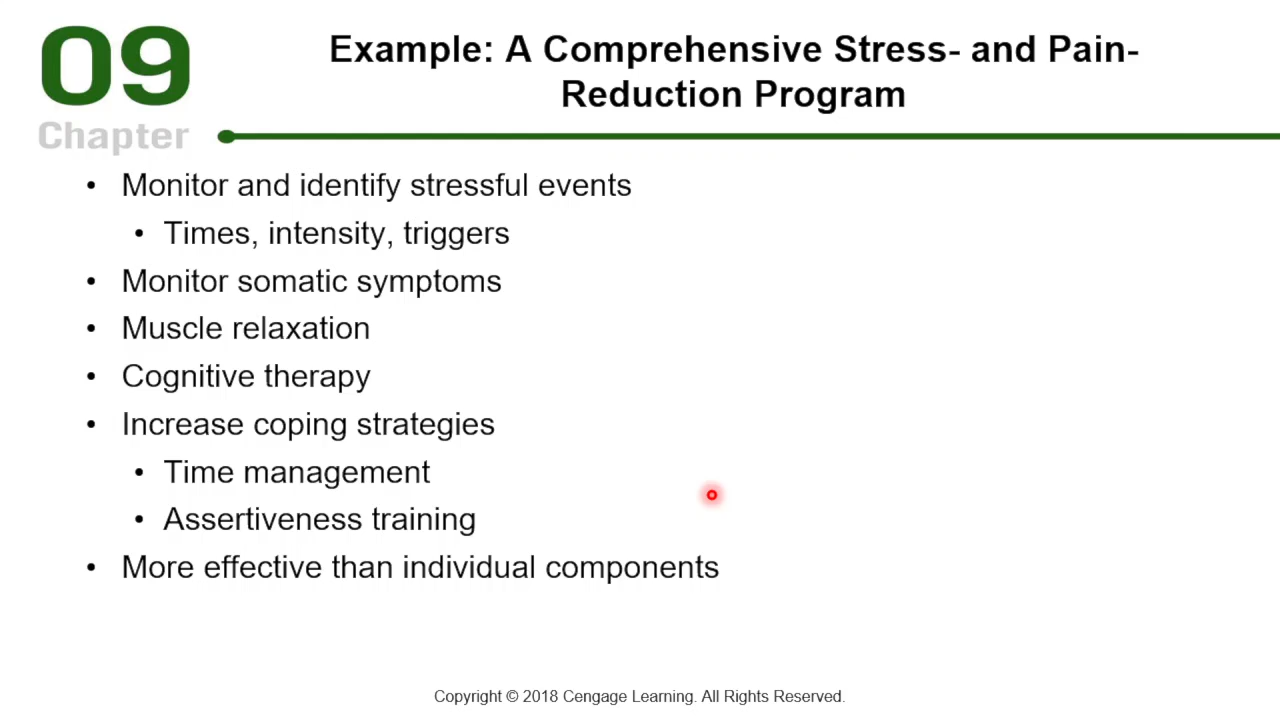 09
Chapter
Example: A Comprehensive Stress- and Pain-
Reduction Program
• Monitor and identify stressful events
• Times, intensity, triggers
• Monitor somatic symptoms
• Muscle relaxation
• Cognitive therapy
• Increase coping strategies
• Time management
• Assertiveness training
• More effective than individual components
Copyright © 2018 Cengage Learning. All Rights Reserved.